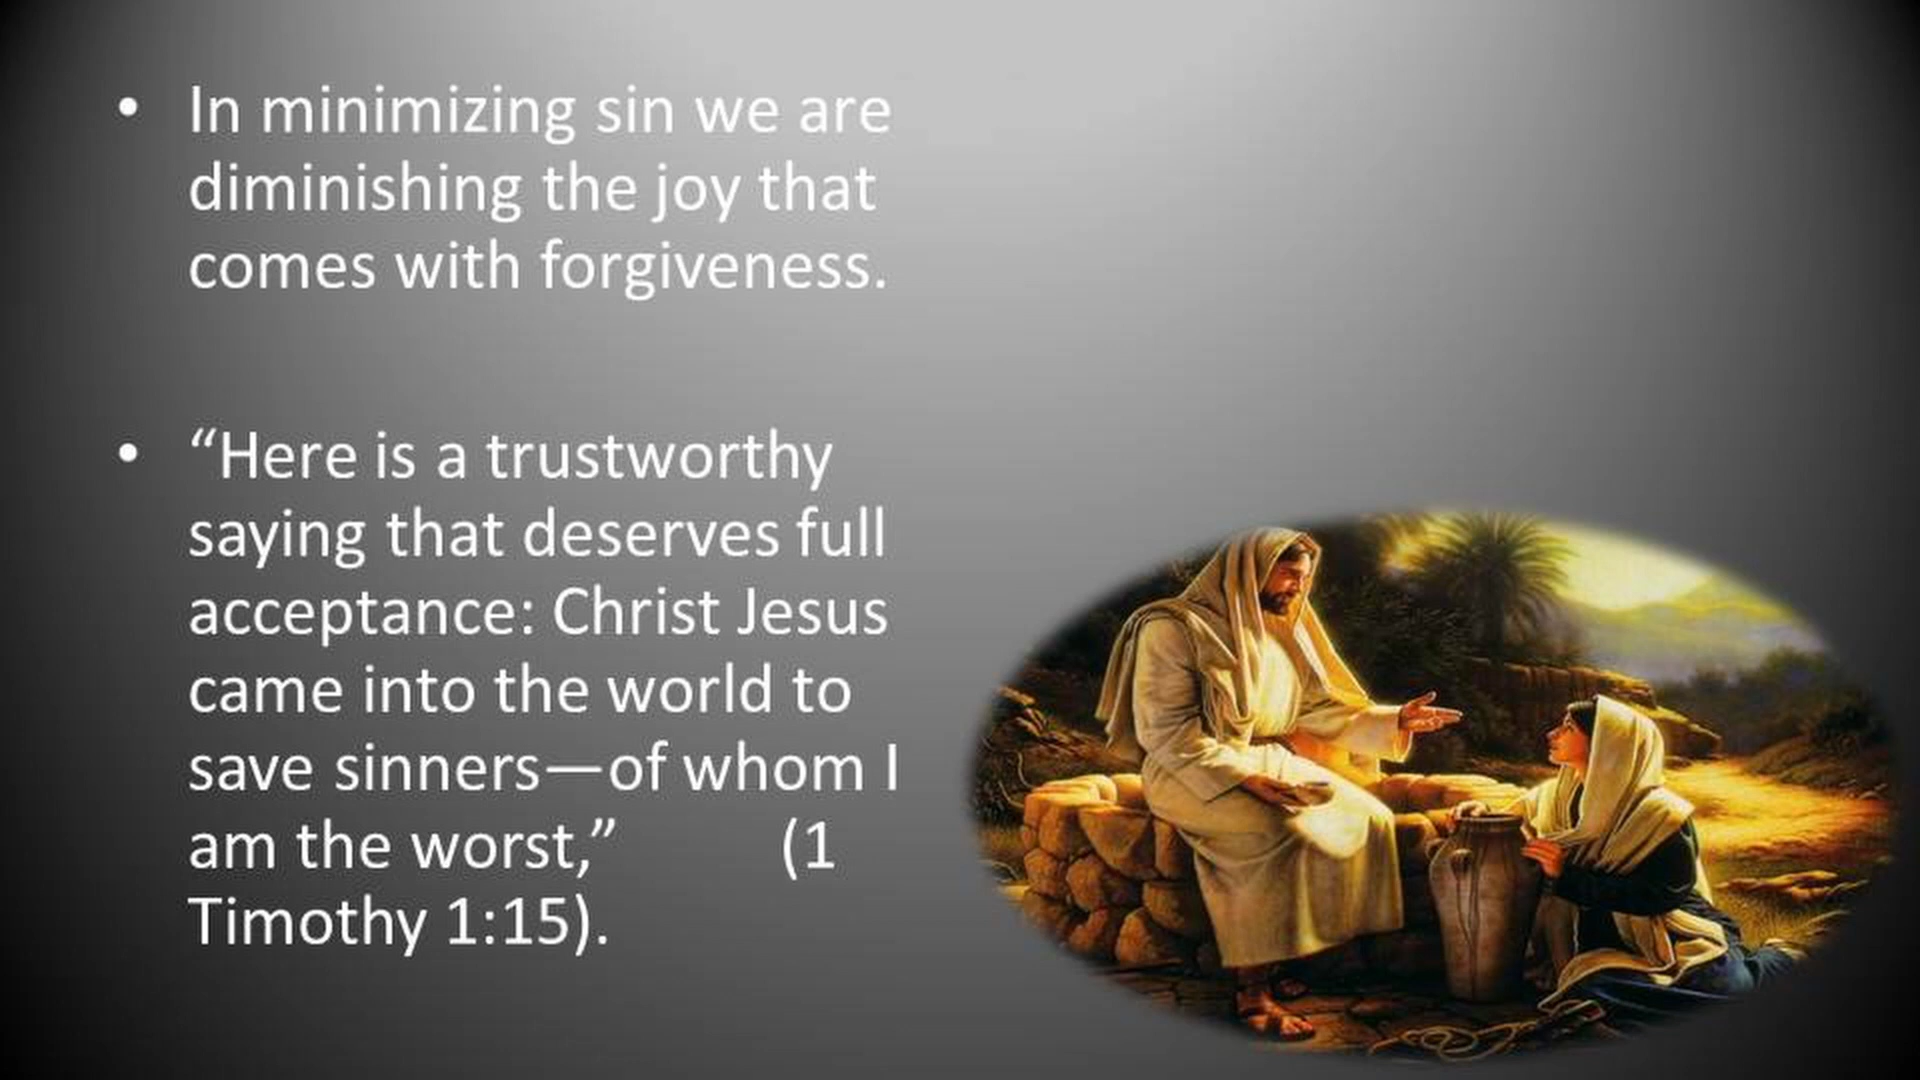 • In minimizing sin we are
diminishing the joy that
comes with forgiveness.
• “Here is a trustworthy
saying that deserves full
acceptance: Christ Jesus
came into the world to
save sinners—of whom I
am the worst,” (1
Timothy 1:15).